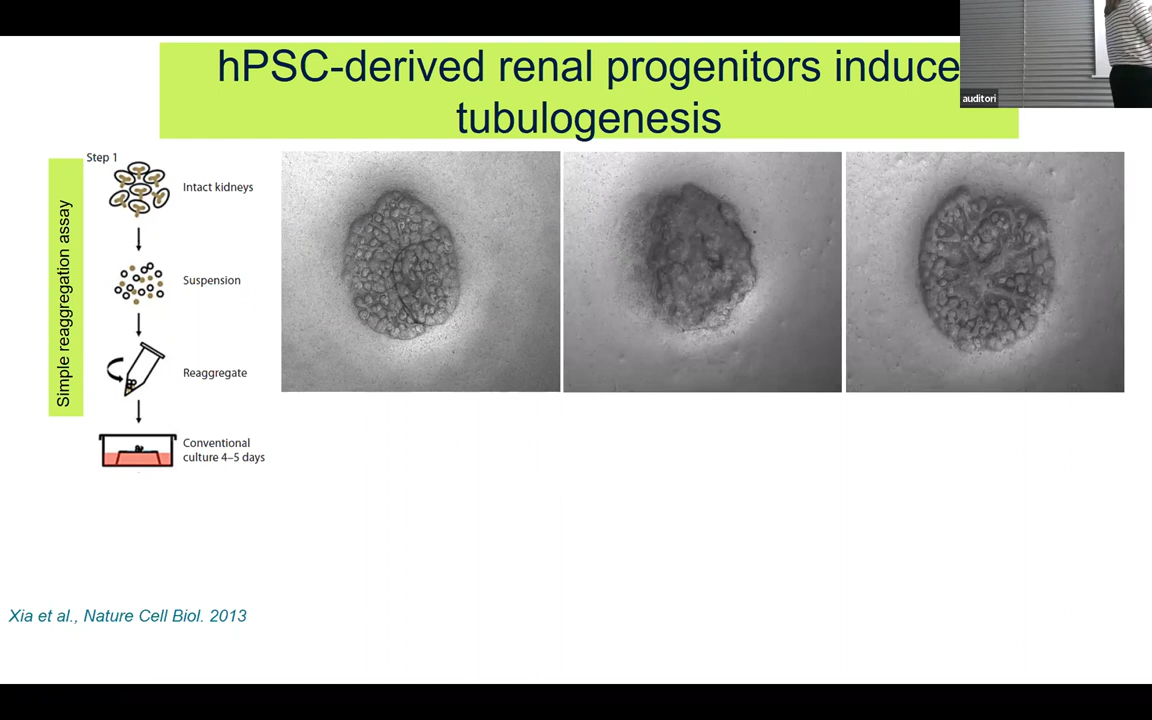 hPSC-derived renal progenitors induce
tubulogenesis
auditori
Simple reaggregation assay
Step 1
Intact kidneys
Suspension
Reaggregate
Conventional
culture 4–5 days
Xia et al., Nature Cell Biol. 2013